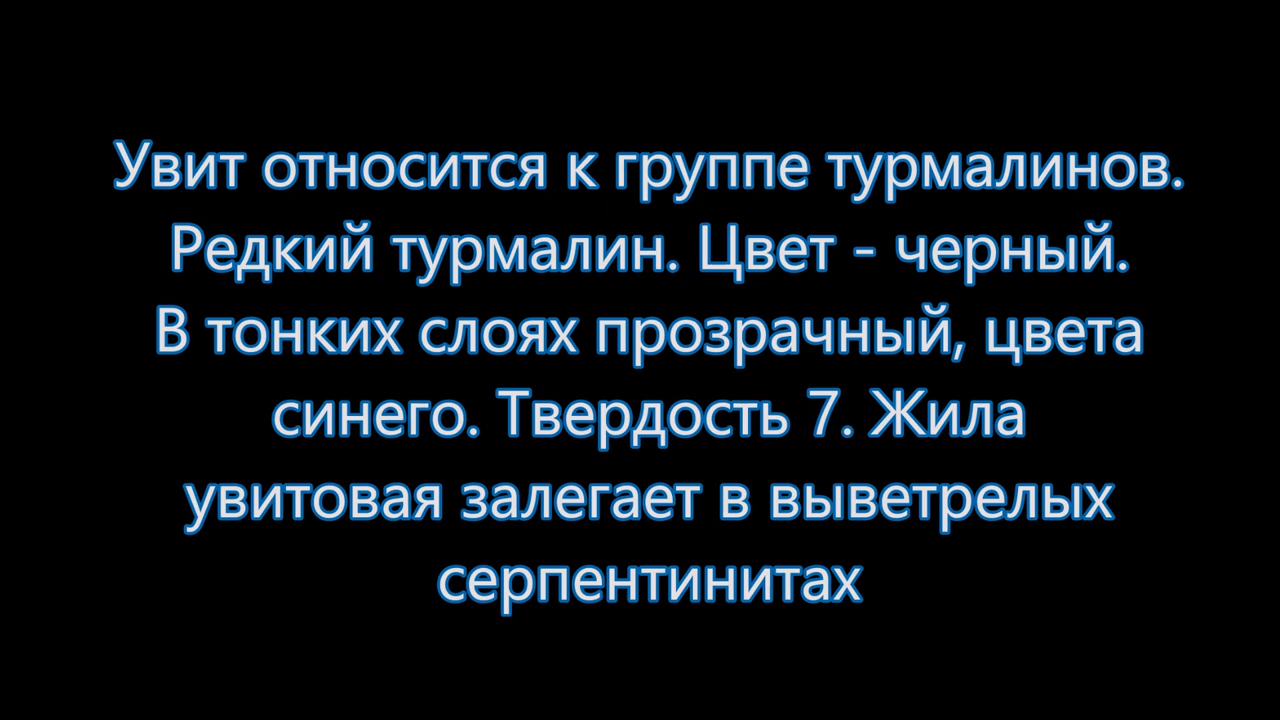 Увит относится к группе турмалинов.
Редкий турмалин. Цвет - черный.
В тонких слоях прозрачный, цвета
синего. Твердость 7. Жила
увитовая залегает в выветрелых
серпентинитах